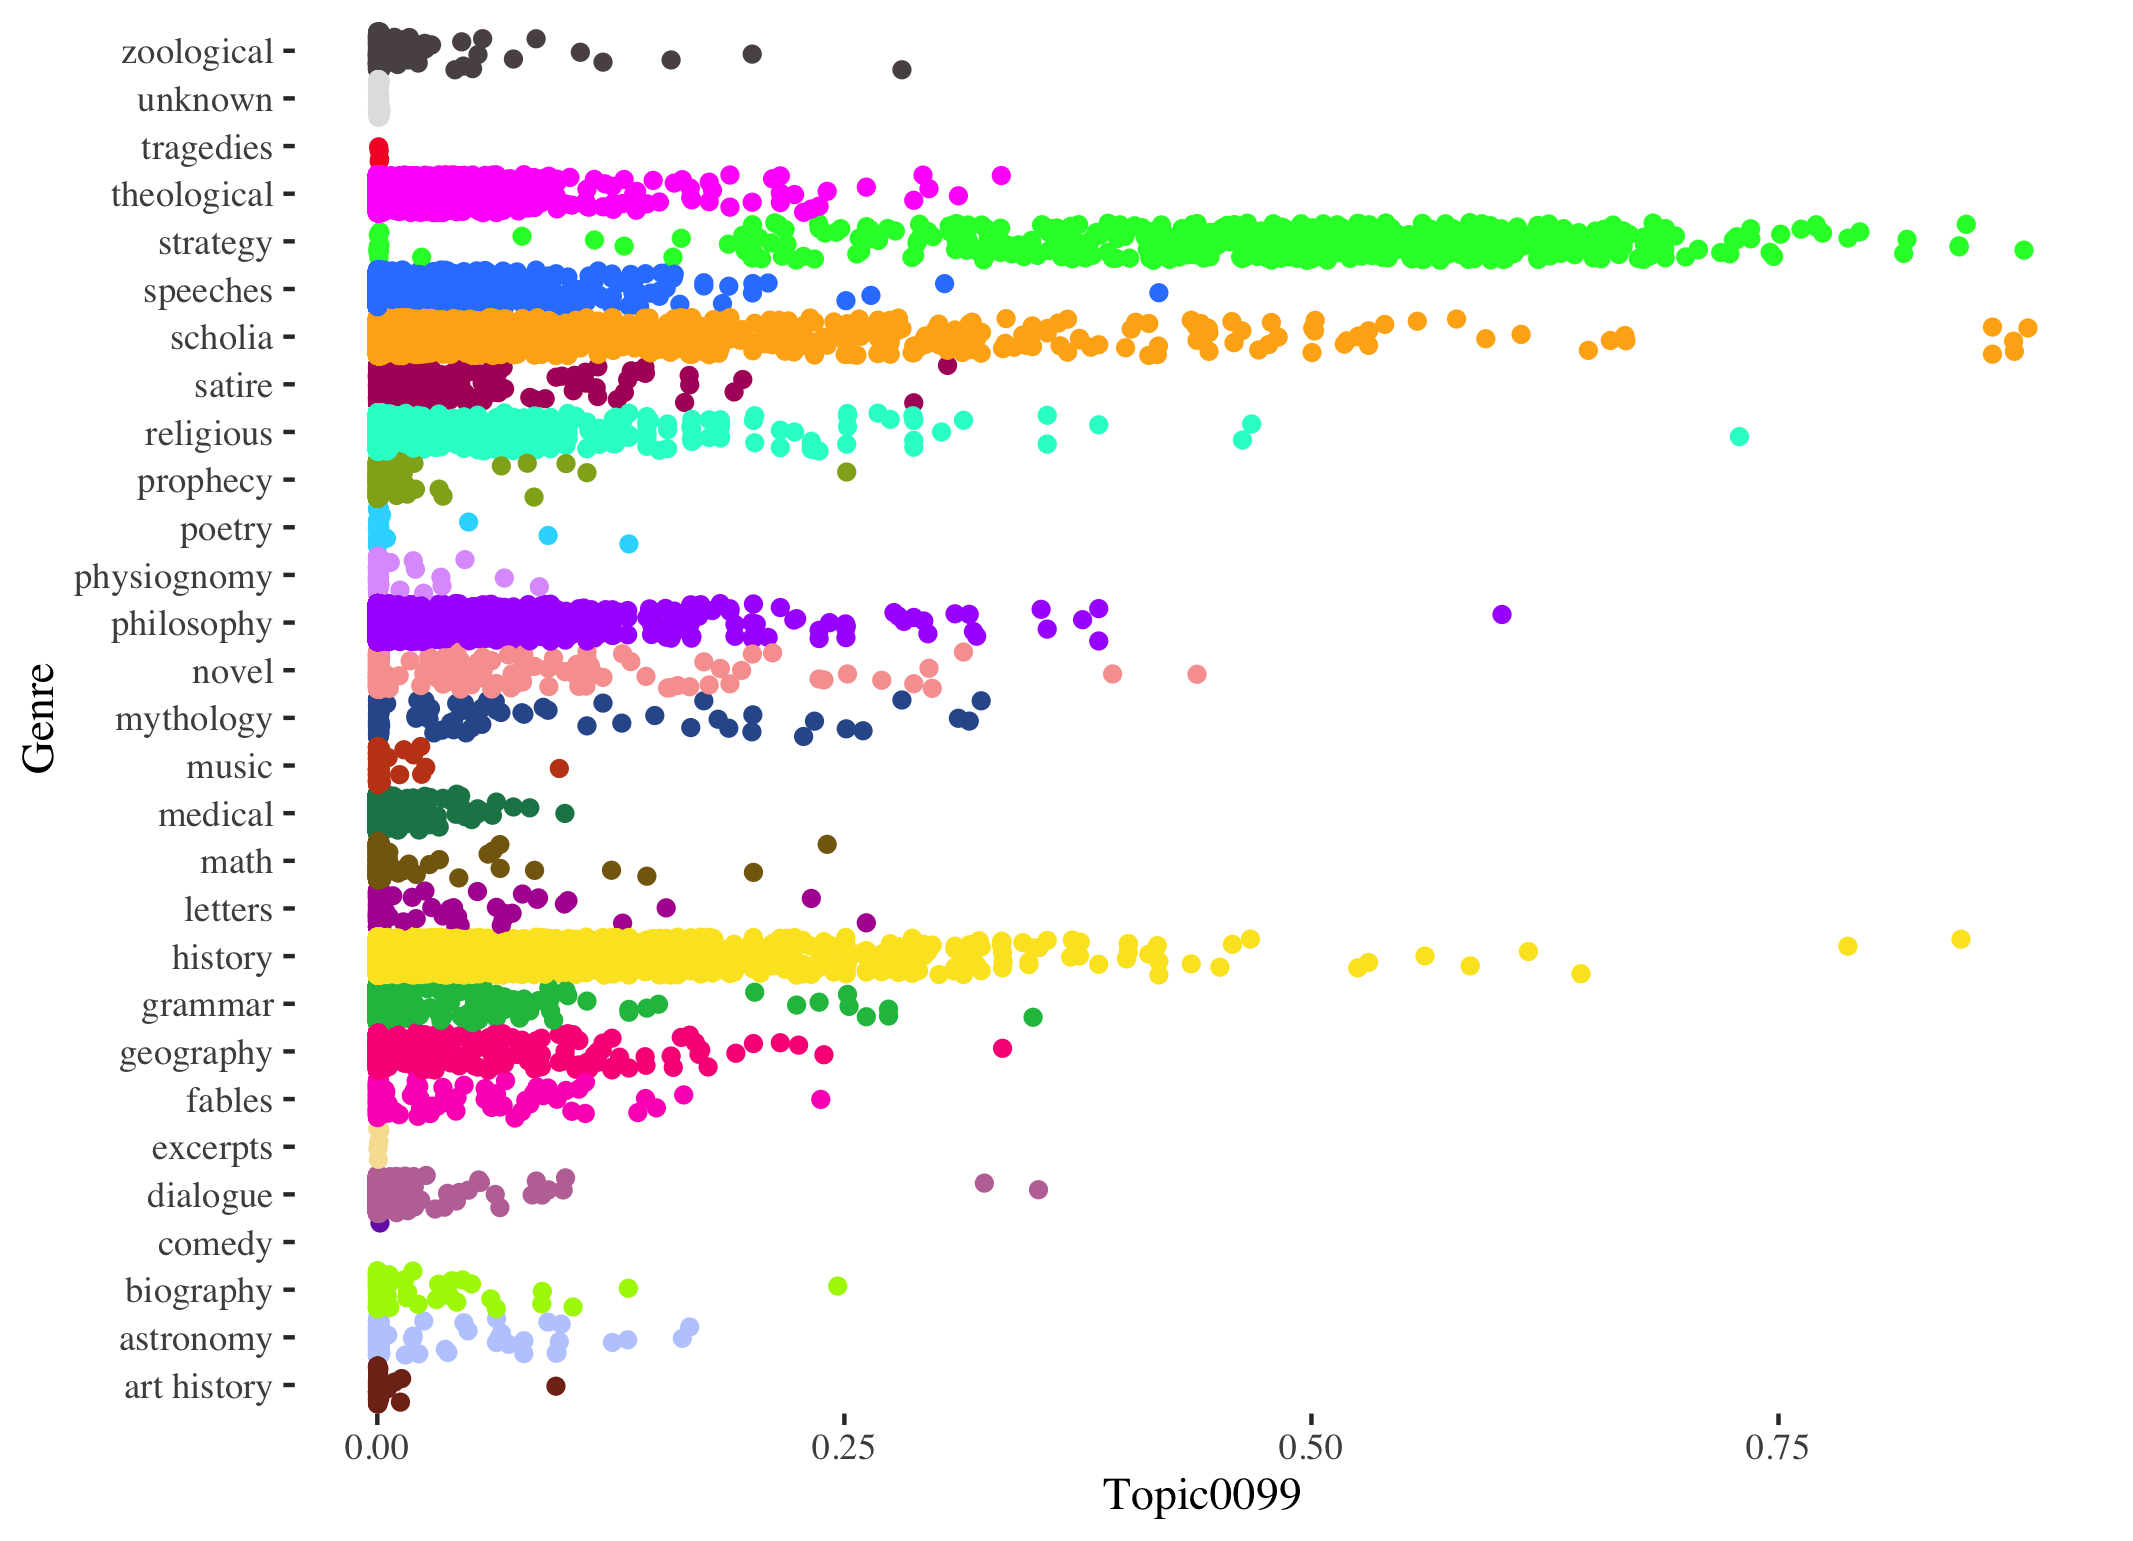 zoological
unknown
tragedies
theological
strategy
speeches
scholia
satire
religious
prophecy
poetry
physiognomy
philosophy
novel
mythology
music
medical
math
letters
history
grammar
geography
fables
excerpts
dialogue
comedy
biography
astronomy
art history
Genre
0.00 0.25 0.50 0.75
Topic0099